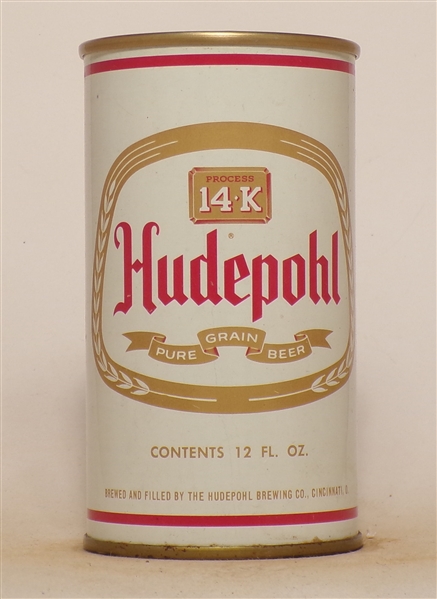 PROCESS
14·K
Hudepohl®
PURE GRAIN BEER
CONTENTS 12 FL. OZ.
BREWED AND FILLED BY THE HUDEPOHL BREWING CO., CINCINNATI,